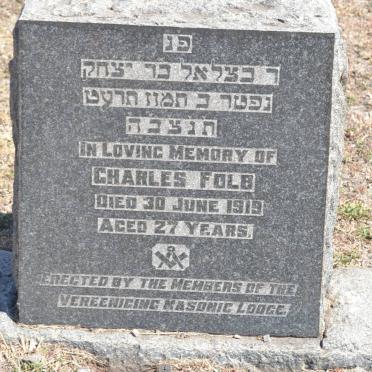 פנ
ר בצלאל בר יצחק
נפטר ב תמוז תרעט
תנצבה
IN LOVING MEMORY OF
CHARLES FOLB
DIED 30 JUNE 1919
AGED 27 YEARS.
ERECTED BY THE MEMBERS OF THE
VEREENIGING MASONIC LODGE.